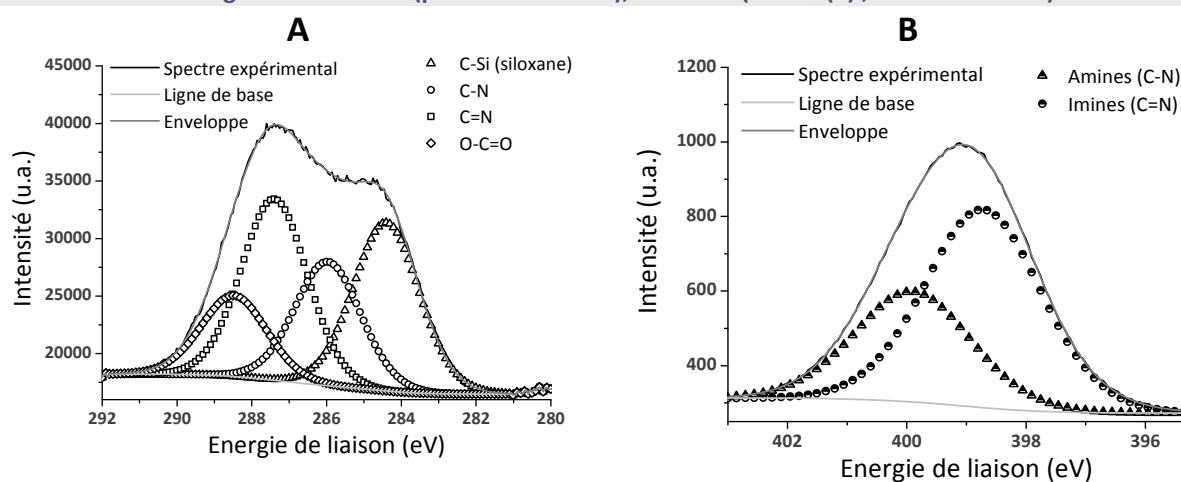 A
B
45000
40000
35000
30000
25000
20000
Intensité (u.a.)
Spectre expérimental
Ligne de base
Enveloppe
C-Si (siloxane)
C-N
C=N
O-C=O
292 290 288 286 284 282 280
Energie de liaison (eV)
1200
1000
800
600
400
Intensité (u.a.)
Spectre expérimental
Ligne de base
Enveloppe
Amines (C-N)
Imines (C=N)
402 400 398 396
Energie de liaison (eV)